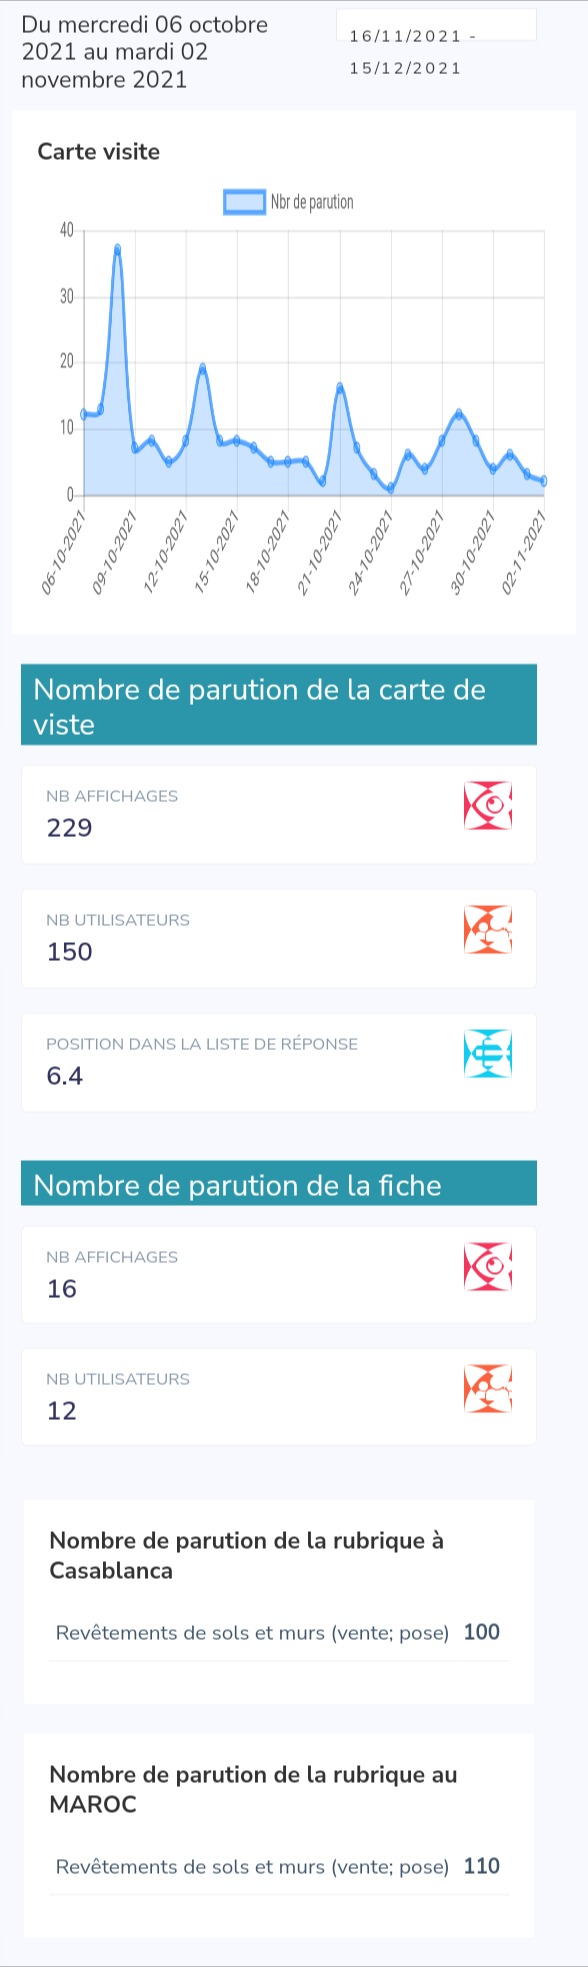 Du mercredi 06 octobre
2021 au mardi 02
novembre 2021
16/11/2021 -
15/12/2021
Carte visite
Nbr de parution
40
30
20
10
0
06-10-2021
09-10-2021
12-10-2021
15-10-2021
18-10-2021
21-10-2021
24-10-2021
27-10-2021
30-10-2021
02-11-2021
Nombre de parution de la carte de
viste
NB AFFICHAGES
229
NB UTILISATEURS
150
POSITION DANS LA LISTE DE RÉPONSE
6.4
Nombre de parution de la fiche
NB AFFICHAGES
16
NB UTILISATEURS
12
Nombre de parution de la rubrique à
Casablanca
Revêtements de sols et murs (vente; pose) 100
Nombre de parution de la rubrique au
MAROC
Revêtements de sols et murs (vente; pose) 110